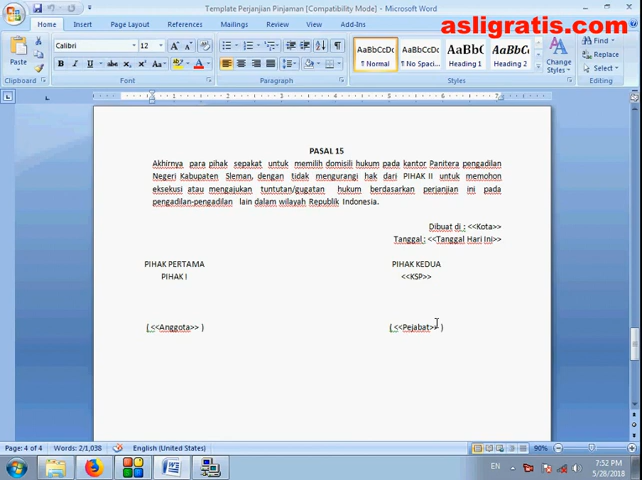 Template Perjanjian Pinjaman [Compatibility Mode] - Microsoft Word
asligratis.com
Home Insert Page Layout References Mailings Review View Add-Ins
Calibri 12
Paste
AaBbCcDc AaBbCcDc AaBbC AaBbCc
¶ Normal ¶ No Spaci... Heading 1 Heading 2
Change Styles
Find
Replace
Select
Clipboard Font Paragraph Styles Editing
PASAL 15
Akhirnya para pihak sepakat untuk memilih domisili hukum pada kantor Panitera pengadilan
Negeri Kabupaten Sleman, dengan tidak mengurangi hak dari PIHAK II untuk memohon
eksekusi atau mengajukan tuntutan/gugatan hukum berdasarkan perjanjian ini pada
pengadilan-pengadilan lain dalam wilayah Republik Indonesia.
Dibuat di : <<Kota>>
Tanggal : <<Tanggal Hari Ini>>
PIHAK PERTAMA PIHAK KEDUA
PIHAK I <<KSP>>
( <<Anggota>> ) ( <<Pejabat>> )
Page: 4 of 4 Words: 2/1,038 English (United States) 90%
EN 7:52 PM
5/28/2018